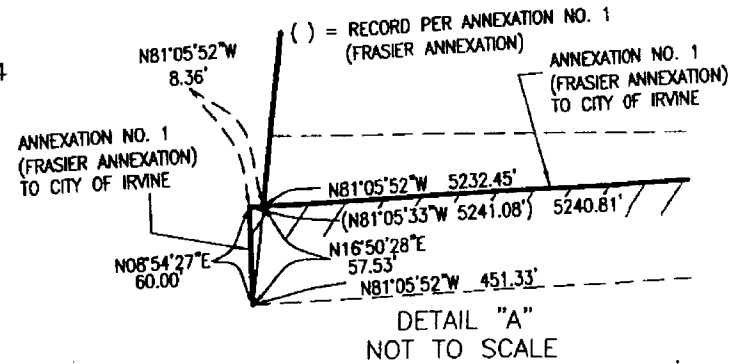 4
( ) = RECORD PER ANNEXATION NO. 1
(FRASIER ANNEXATION)
N81°05'52"W
8.36'
ANNEXATION NO. 1
(FRASIER ANNEXATION)
TO CITY OF IRVINE
ANNEXATION NO. 1
(FRASIER ANNEXATION)
TO CITY OF IRVINE
N81°05'52"W 5232.45'
(N81°05'33"W 5241.08') 5240.81'
N08°54'27"E
60.00'
N16°50'28"E
57.53'
N81°05'52"W 451.33'
DETAIL "A"
NOT TO SCALE